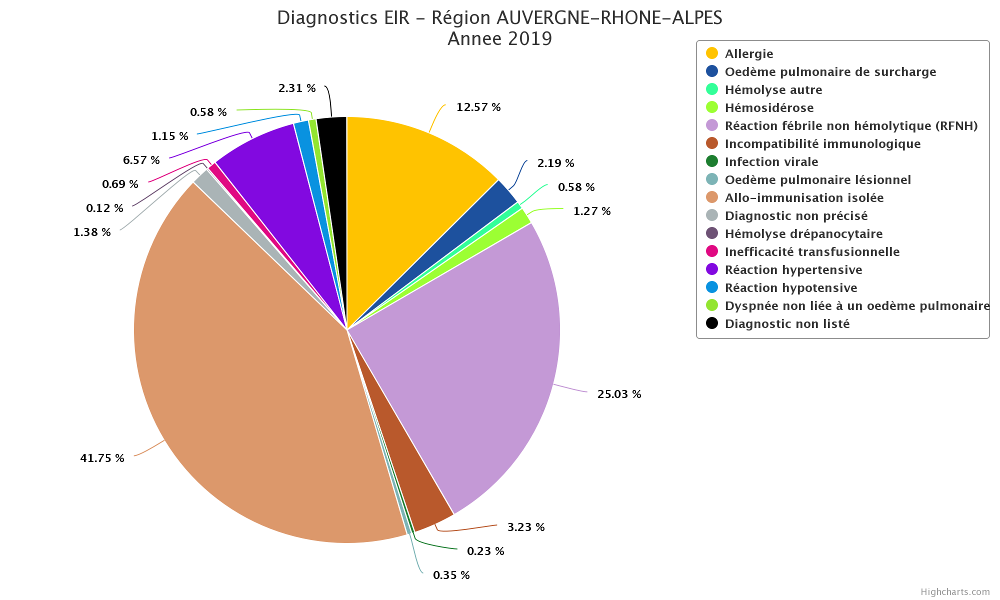 Diagnostics EIR – Région AUVERGNE–RHONE–ALPES
Annee 2019
Allergie
Oedème pulmonaire de surcharge
Hémolyse autre
Hémosidérose
Réaction fébrile non hémolytique (RFNH)
Incompatibilité immunologique
Infection virale
Oedème pulmonaire lésionnel
Allo–immunisation isolée
Diagnostic non précisé
Hémolyse drépanocytaire
Inefficacité transfusionnelle
Réaction hypertensive
Réaction hypotensive
Dyspnée non liée à un oedème pulmonaire
Diagnostic non listé
12.57 %
2.19 %
0.58 %
1.27 %
25.03 %
3.23 %
0.23 %
0.35 %
41.75 %
1.38 %
0.12 %
0.69 %
6.57 %
1.15 %
0.58 %
2.31 %
Highcharts.com